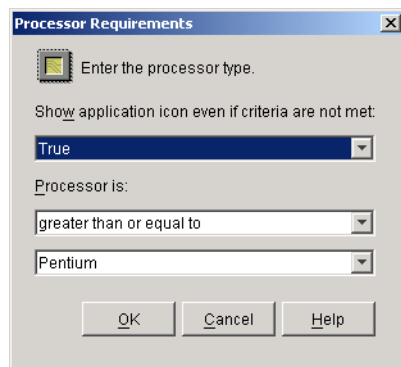 Processor Requirements
Enter the processor type.
Show application icon even if criteria are not met:
True
Processor is:
greater than or equal to
Pentium
OK Cancel Help